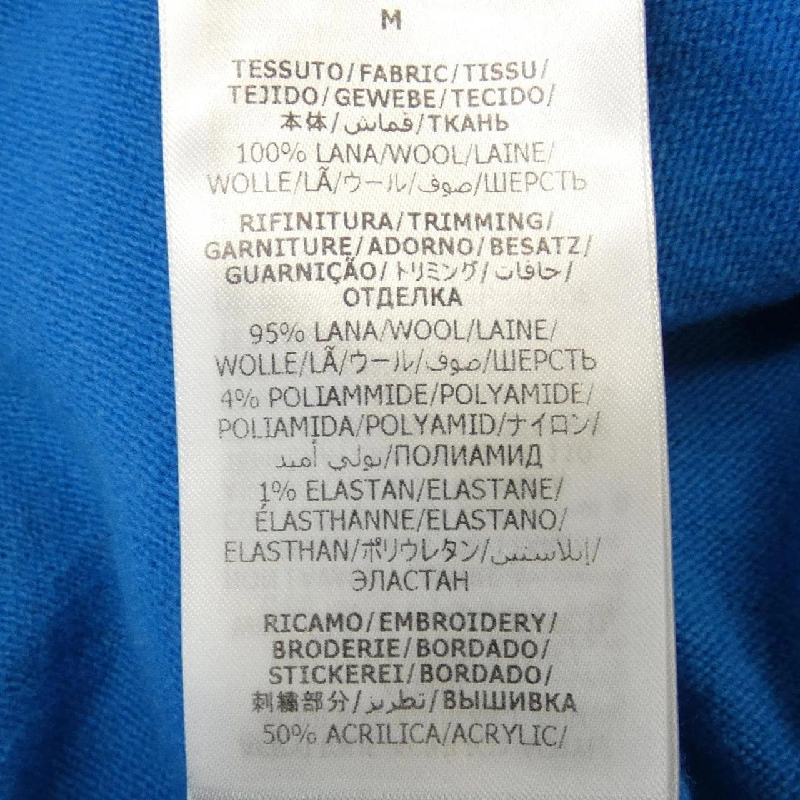 M
TESSUTO/FABRIC/TISSU/
TEJIDO/GEWEBE/TECIDO/
本体/قماش/ТКАНЬ
100% LANA/WOOL/LAINE/
WOLLE/LÃ/ウール/صوف/ШЕРСТЬ
RIFINITURA/TRIMMING/
GARNITURE/ADORNO/BESATZ/
GUARNIÇÃO/トリミング/حافات/
ОТДЕЛКА
95% LANA/WOOL/LAINE/
WOLLE/LÃ/ウール/صوف/ШЕРСТЬ
4% POLIAMMIDE/POLYAMIDE/
POLIAMIDA/POLYAMID/ナイロン/
بولي أميد/ПОЛИАМИД
1% ELASTAN/ELASTANE/
ÉLASTHANNE/ELASTANO/
ELASTHAN/ポリウレタン/إيلاستين/
ЭЛАСТАН
RICAMO/EMBROIDERY/
BRODERIE/BORDADO/
STICKEREI/BORDADO/
刺繍部分/تطريز/ВЫШИВКА
50% ACRILICA/ACRYLIC/